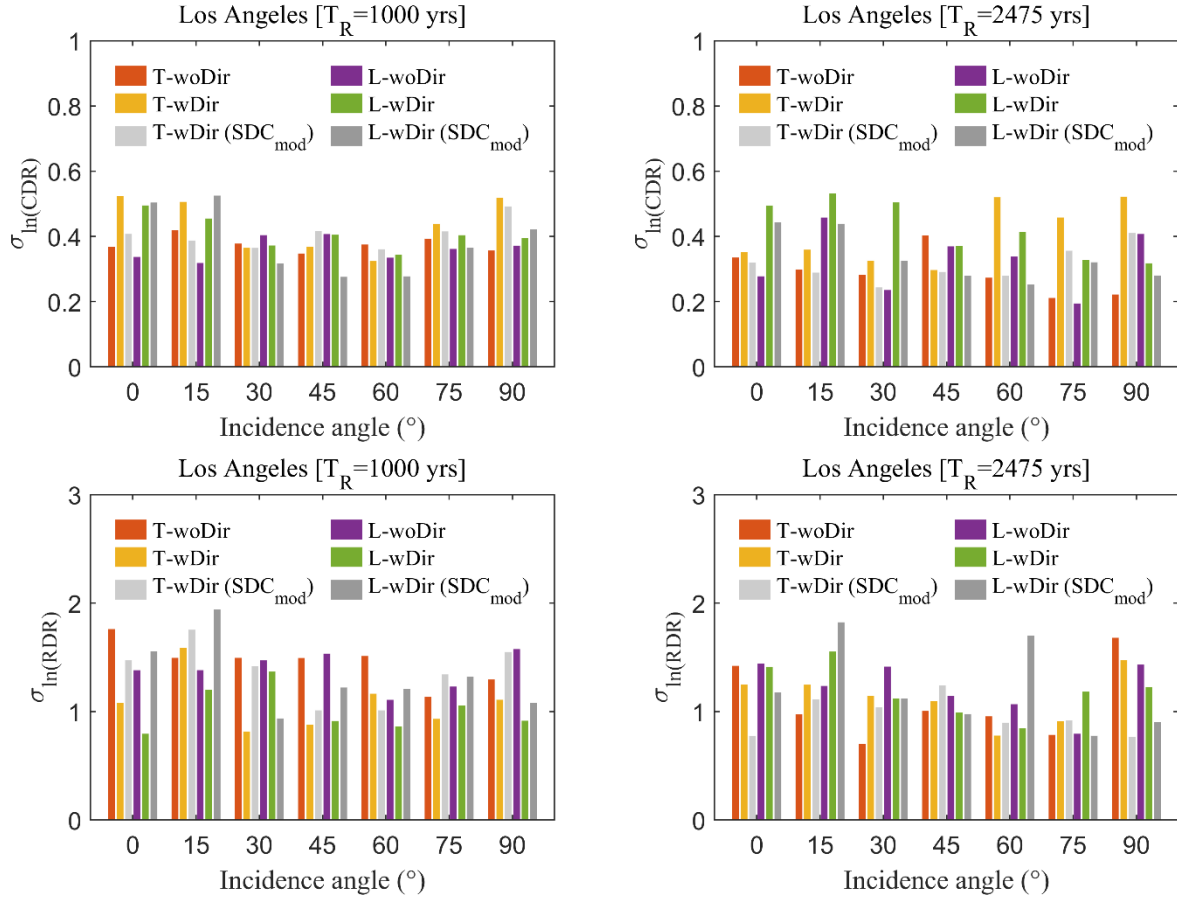 Los Angeles [T_R=1000 yrs]
σ_ln(CDR)
1
0.8
0.6
0.4
0.2
0
T-woDir
T-wDir
T-wDir (SDC_mod)
L-woDir
L-wDir
L-wDir (SDC_mod)
0 15 30 45 60 75 90
Incidence angle (°)
Los Angeles [T_R=2475 yrs]
σ_ln(CDR)
1
0.8
0.6
0.4
0.2
0
T-woDir
T-wDir
T-wDir (SDC_mod)
L-woDir
L-wDir
L-wDir (SDC_mod)
0 15 30 45 60 75 90
Incidence angle (°)
Los Angeles [T_R=1000 yrs]
σ_ln(RDR)
3
2
1
0
T-woDir
T-wDir
T-wDir (SDC_mod)
L-woDir
L-wDir
L-wDir (SDC_mod)
0 15 30 45 60 75 90
Incidence angle (°)
Los Angeles [T_R=2475 yrs]
σ_ln(RDR)
3
2
1
0
T-woDir
T-wDir
T-wDir (SDC_mod)
L-woDir
L-wDir
L-wDir (SDC_mod)
0 15 30 45 60 75 90
Incidence angle (°)